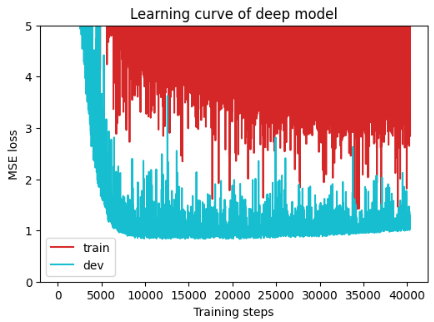 Learning curve of deep model
5
4
3
2
1
0
MSE loss
train
dev
0 5000 10000 15000 20000 25000 30000 35000 40000
Training steps